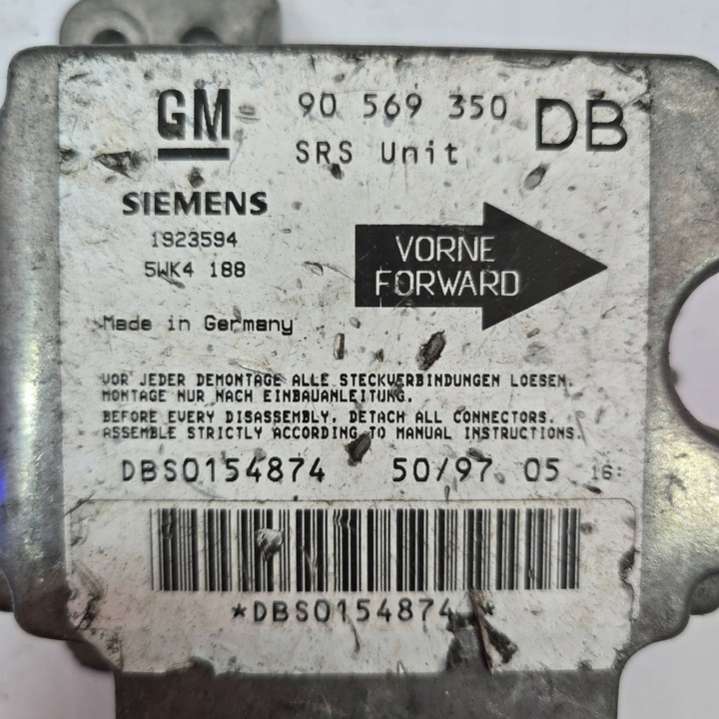 GM 90 569 350 DB
SRS Unit
SIEMENS
1923594
5WK4 188
VORNE
FORWARD
Made in Germany
VOR JEDER DEMONTAGE ALLE STECKVERBINDUNGEN LOESEN.
MONTAGE NUR NACH EINBAUANLEITUNG.
BEFORE EVERY DISASSEMBLY, DETACH ALL CONNECTORS.
ASSEMBLE STRICTLY ACCORDING TO MANUAL INSTRUCTIONS.
DBS0154874 50/97 05 16:
*DBS0154874*